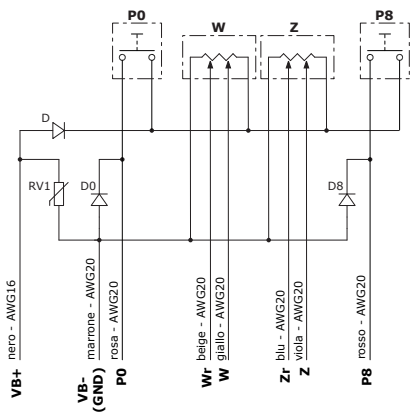 P0
W
Z
P8
D
RV1
D0
D8
nero - AWG16
VB+
marrone - AWG20
VB-
(GND)
rosa - AWG20
P0
beige - AWG20
Wr
giallo - AWG20
W
blu - AWG20
Zr
viola - AWG20
Z
rosso - AWG20
P8